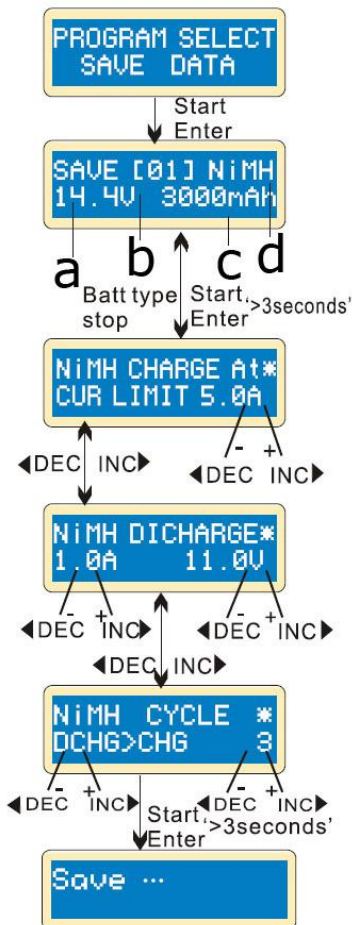 PROGRAM SELECT
SAVE DATA
Start
Enter
SAVE [01] NiMH
14.4V 3000mAh
a b c d
Batt type
stop
Start
Enter
'>3seconds'
NiMH CHARGE At*
CUR LIMIT 5.0A
- +
◀DEC INC▶
◀DEC INC▶
NiMH DICHARGE*
1.0A 11.0V
- +
◀DEC INC▶
- +
◀DEC INC▶
◀DEC INC▶
NiMH CYCLE *
DCHG>CHG 3
- +
◀DEC INC▶
- +
◀DEC INC▶
Start
Enter
'>3seconds'
Save ···